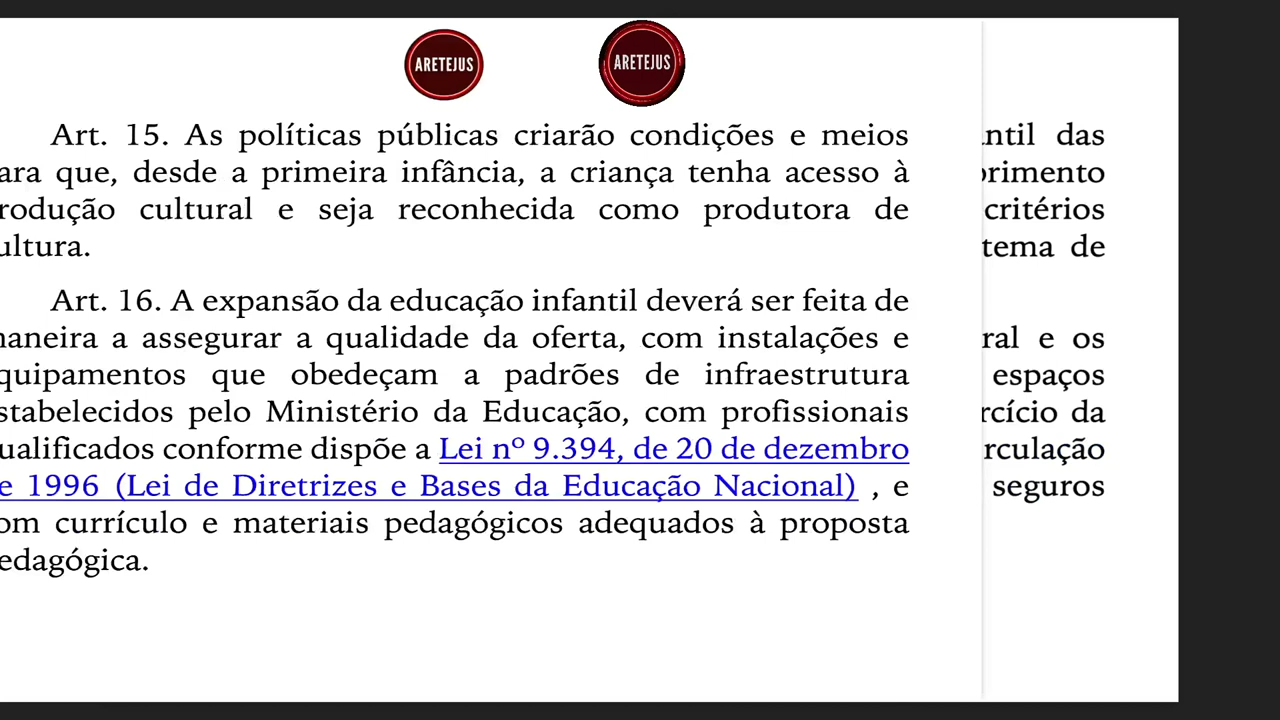 ARETEJUS
ARETEJUS
Art. 15. As políticas públicas criarão condições e meios
ara que, desde a primeira infância, a criança tenha acesso à
rodução cultural e seja reconhecida como produtora de
ultura.
Art. 16. A expansão da educação infantil deverá ser feita de
aneira a assegurar a qualidade da oferta, com instalações e
quipamentos que obedeçam a padrões de infraestrutura
stabelecidos pelo Ministério da Educação, com profissionais
ualificados conforme dispõe a Lei nº 9.394, de 20 de dezembro
e 1996 (Lei de Diretrizes e Bases da Educação Nacional) , e
om currículo e materiais pedagógicos adequados à proposta
edagógica.
ntil das
primento
critérios
tema de
ral e os
espaços
rcício da
rculação
seguros